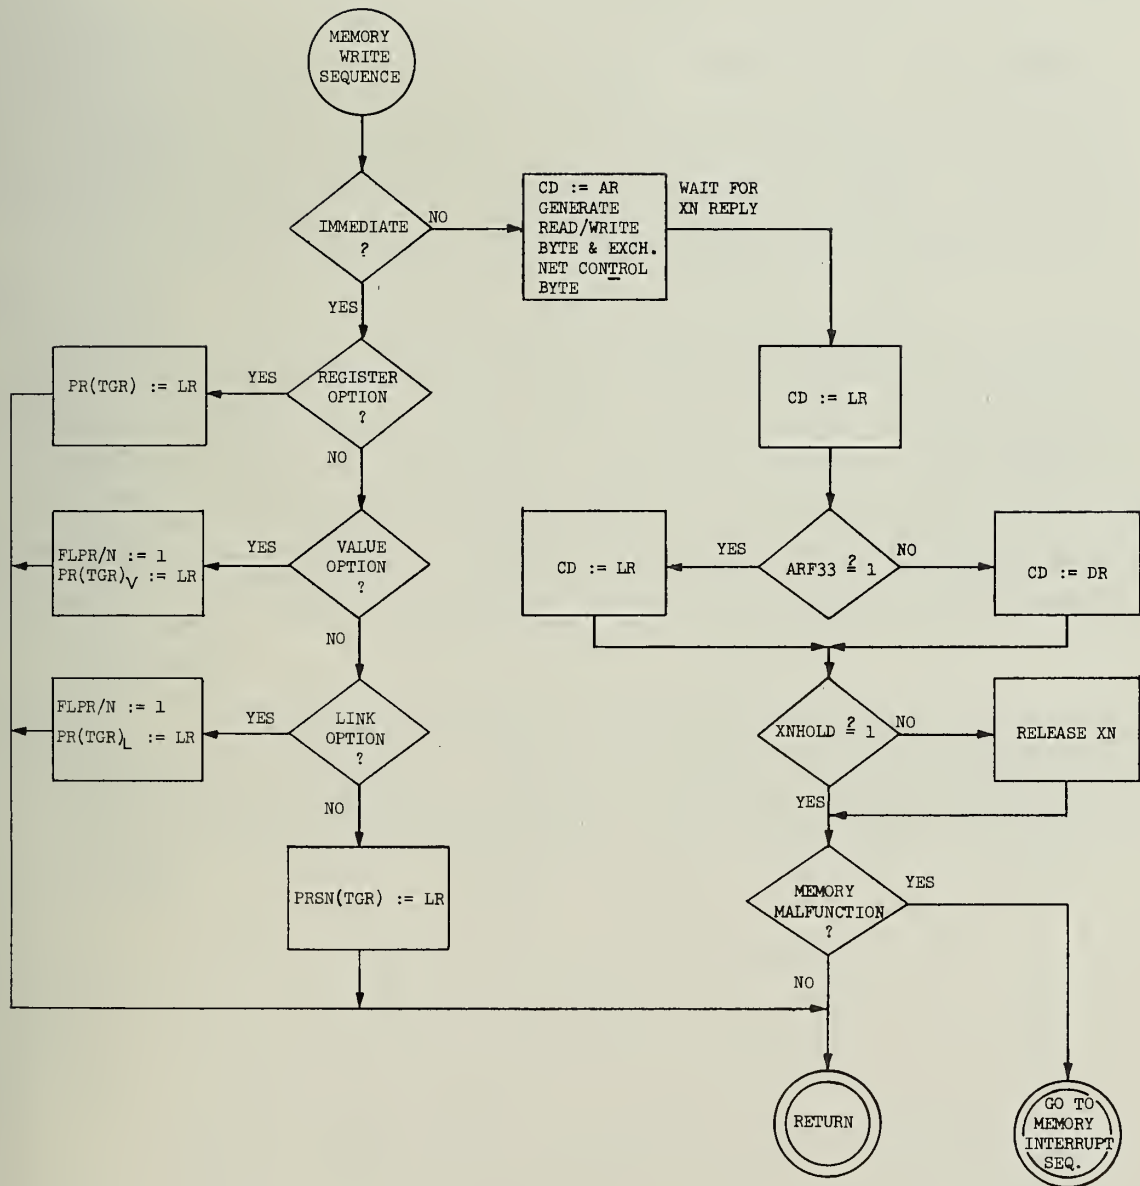 MEMORY
WRITE
SEQUENCE
IMMEDIATE
?
NO
YES
CD := AR
GENERATE
READ/WRITE
BYTE & EXCH.
NET CONTROL
BYTE
WAIT FOR
XN REPLY
PR(TGR) := LR
YES
REGISTER
OPTION
?
NO
CD := LR
FLPR/N := 1
PR(TGR)V := LR
YES
VALUE
OPTION
?
NO
CD := LR
YES
ARF33 ?= 1
NO
CD := DR
FLPR/N := 1
PR(TGR)L := LR
YES
LINK
OPTION
?
NO
XNHOLD ?= 1
NO
YES
RELEASE XN
PRSN(TGR) := LR
MEMORY
MALFUNCTION
?
YES
NO
RETURN
GO TO
MEMORY
INTERRUPT
SEQ.